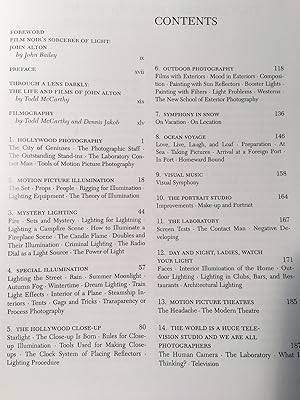 CONTENTS
FOREWORD
FILM NOIR'S SORCERER OF LIGHT:
JOHN ALTON
by John Bailey ix
PREFACE xvii
THROUGH A LENS DARKLY:
THE LIFE AND FILMS OF JOHN ALTON
by Todd McCarthy xix
FILMOGRAPHY
by Todd McCarthy and Dennis Jakob xlv
1. HOLLYWOOD PHOTOGRAPHY 1
The City of Geniuses · The Photographic Staff ·
The Outstanding Stand-ins · The Laboratory Con-
tact Man · Tools of Motion Picture Photography
2. MOTION PICTURE ILLUMINATION 18
The Set · Props · People · Rigging for Illumination ·
Lighting Equipment · The Theory of Illumination
3. MYSTERY LIGHTING 44
Fire · Sets and Mystery · Lighting for Lightning ·
Lighting a Campfire Scene · How to Illuminate a
Fireplace Scene · The Candle Flame · Doubles and
Their Illumination · Criminal Lighting · The Radio
Dial as a Light Source · The Power of Light
4. SPECIAL ILLUMINATION 57
Lighting the Street · Rain · Summer Moonlight ·
Autumn Fog · Wintertime · Dream Lighting · Train
Light Effects · Interior of a Plane · Steamship In-
teriors · Tents · Gags and Tricks · Transparency or
Process Photography
5. THE HOLLYWOOD CLOSE-UP 80
Starlight · The Close-up Is Born · Rules for Close-
up Illumination · Tools Used for Making Close-
ups · The Clock System of Placing Reflectors ·
Lighting Procedure
6. OUTDOOR PHOTOGRAPHY 118
Films with Exteriors · Mood in Exteriors · Composi-
tion · Painting with Sun Reflectors · Booster Lights ·
Painting with Filters · Light Problems · Westerns ·
The New School of Exterior Photography
7. SYMPHONY IN SNOW 136
On Vacation · On Location
8. OCEAN VOYAGE 146
Love, Live, Laugh, and Loaf · Preparation · At
Sea · Taking Pictures · Arrival at a Foreign Port ·
In Port · Homeward Bound
9. VISUAL MUSIC 158
Visual Symphony
10. THE PORTRAIT STUDIO 164
Improvements · Make-up and Portrait
11. THE LABORATORY 167
Screen Tests · The Contact Man · Negative De-
veloping
12. DAY AND NIGHT, LADIES, WATCH
YOUR LIGHT 171
Faces · Interior Illumination of the Home · Out-
door Lighting · Lighting in Clubs, Bars, and Res-
taurants · Architectural Lighting
13. MOTION PICTURE THEATRES 185
The Headache · The Modern Theatre
14. THE WORLD IS A HUGE TELE-
VISION STUDIO AND WE ARE ALL
PHOTOGRAPHERS 187
The Human Camera · The Laboratory · What I
Thinking? · Television